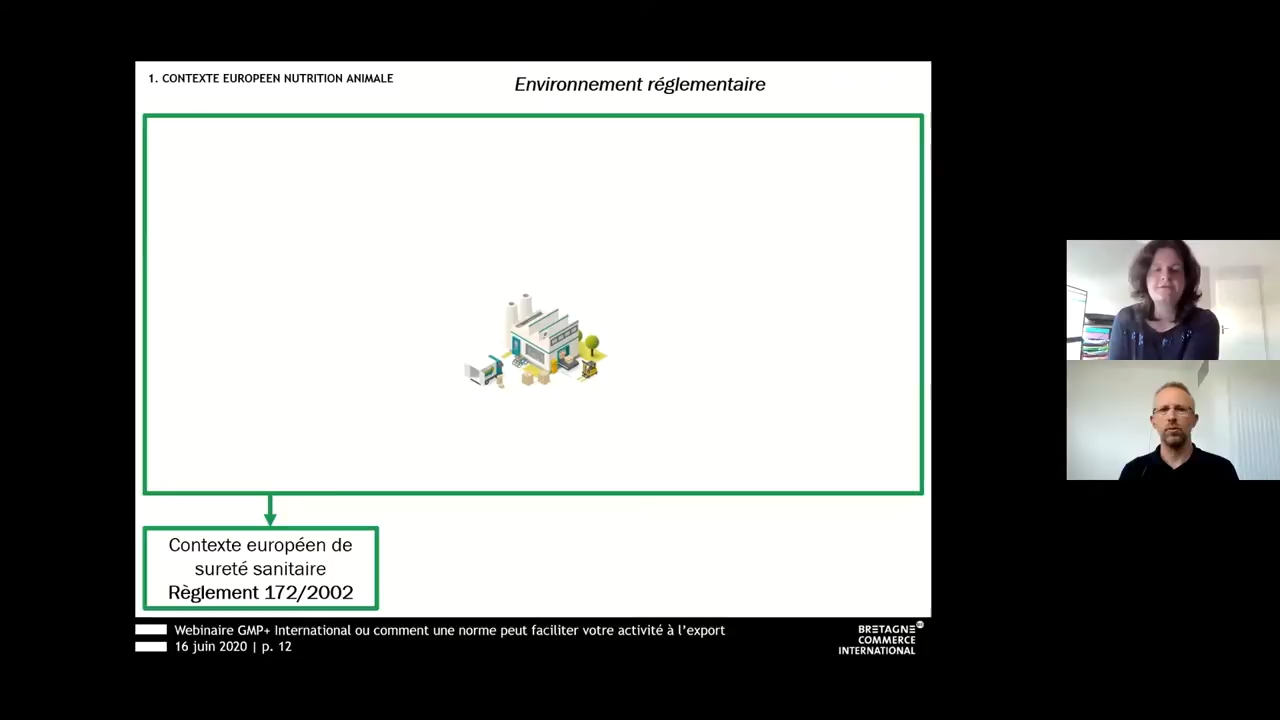 1. CONTEXTE EUROPEEN NUTRITION ANIMALE
Environnement réglementaire
Contexte européen de
sureté sanitaire
Règlement 172/2002
Webinaire GMP+ International ou comment une norme peut faciliter votre activité à l'export
16 juin 2020 | p. 12
BRETAGNE
COMMERCE
INTERNATIONAL